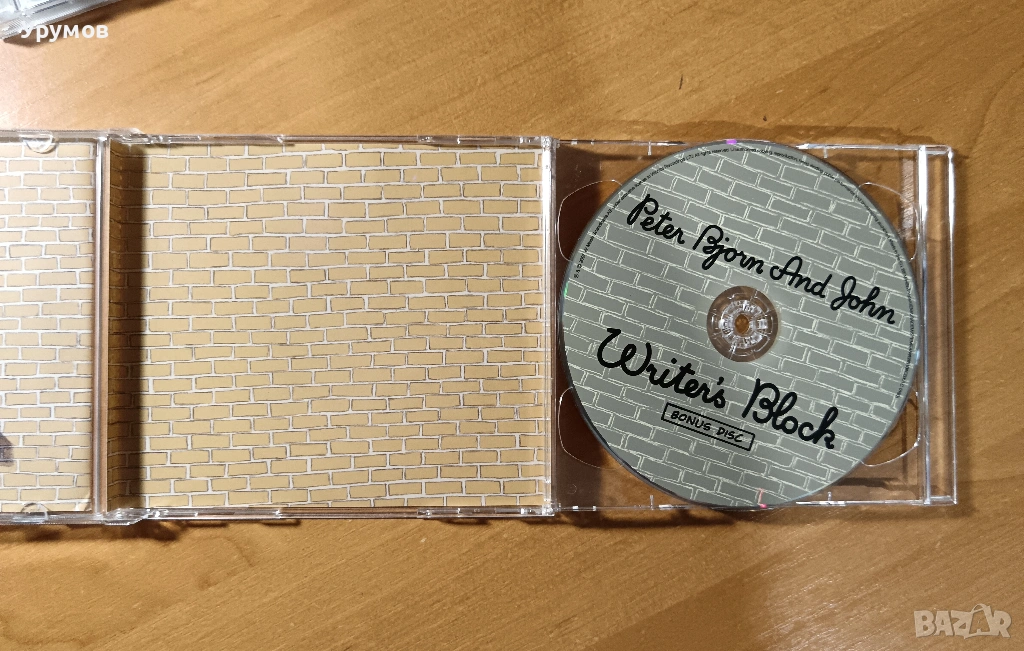 Урумов
Peter Bjorn And John
Writer's Block
BONUS DISC
BAZAR